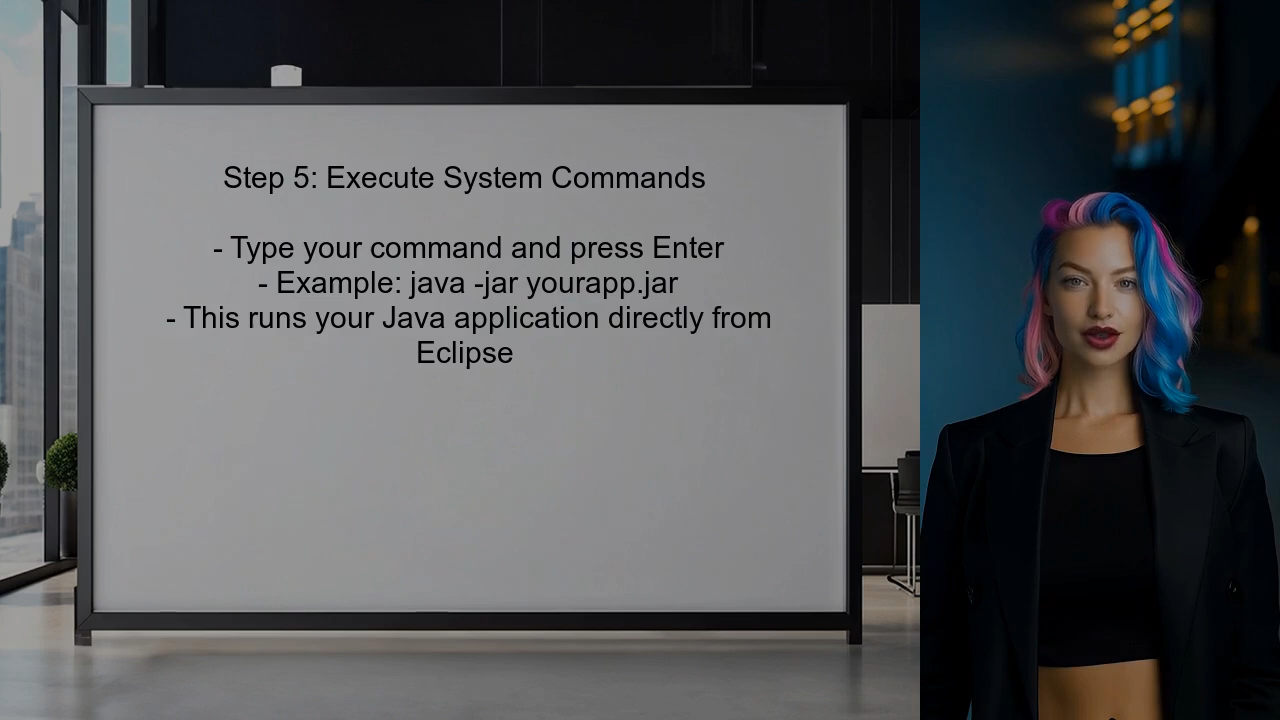 Step 5: Execute System Commands
- Type your command and press Enter
- Example: java -jar yourapp.jar
- This runs your Java application directly from
Eclipse